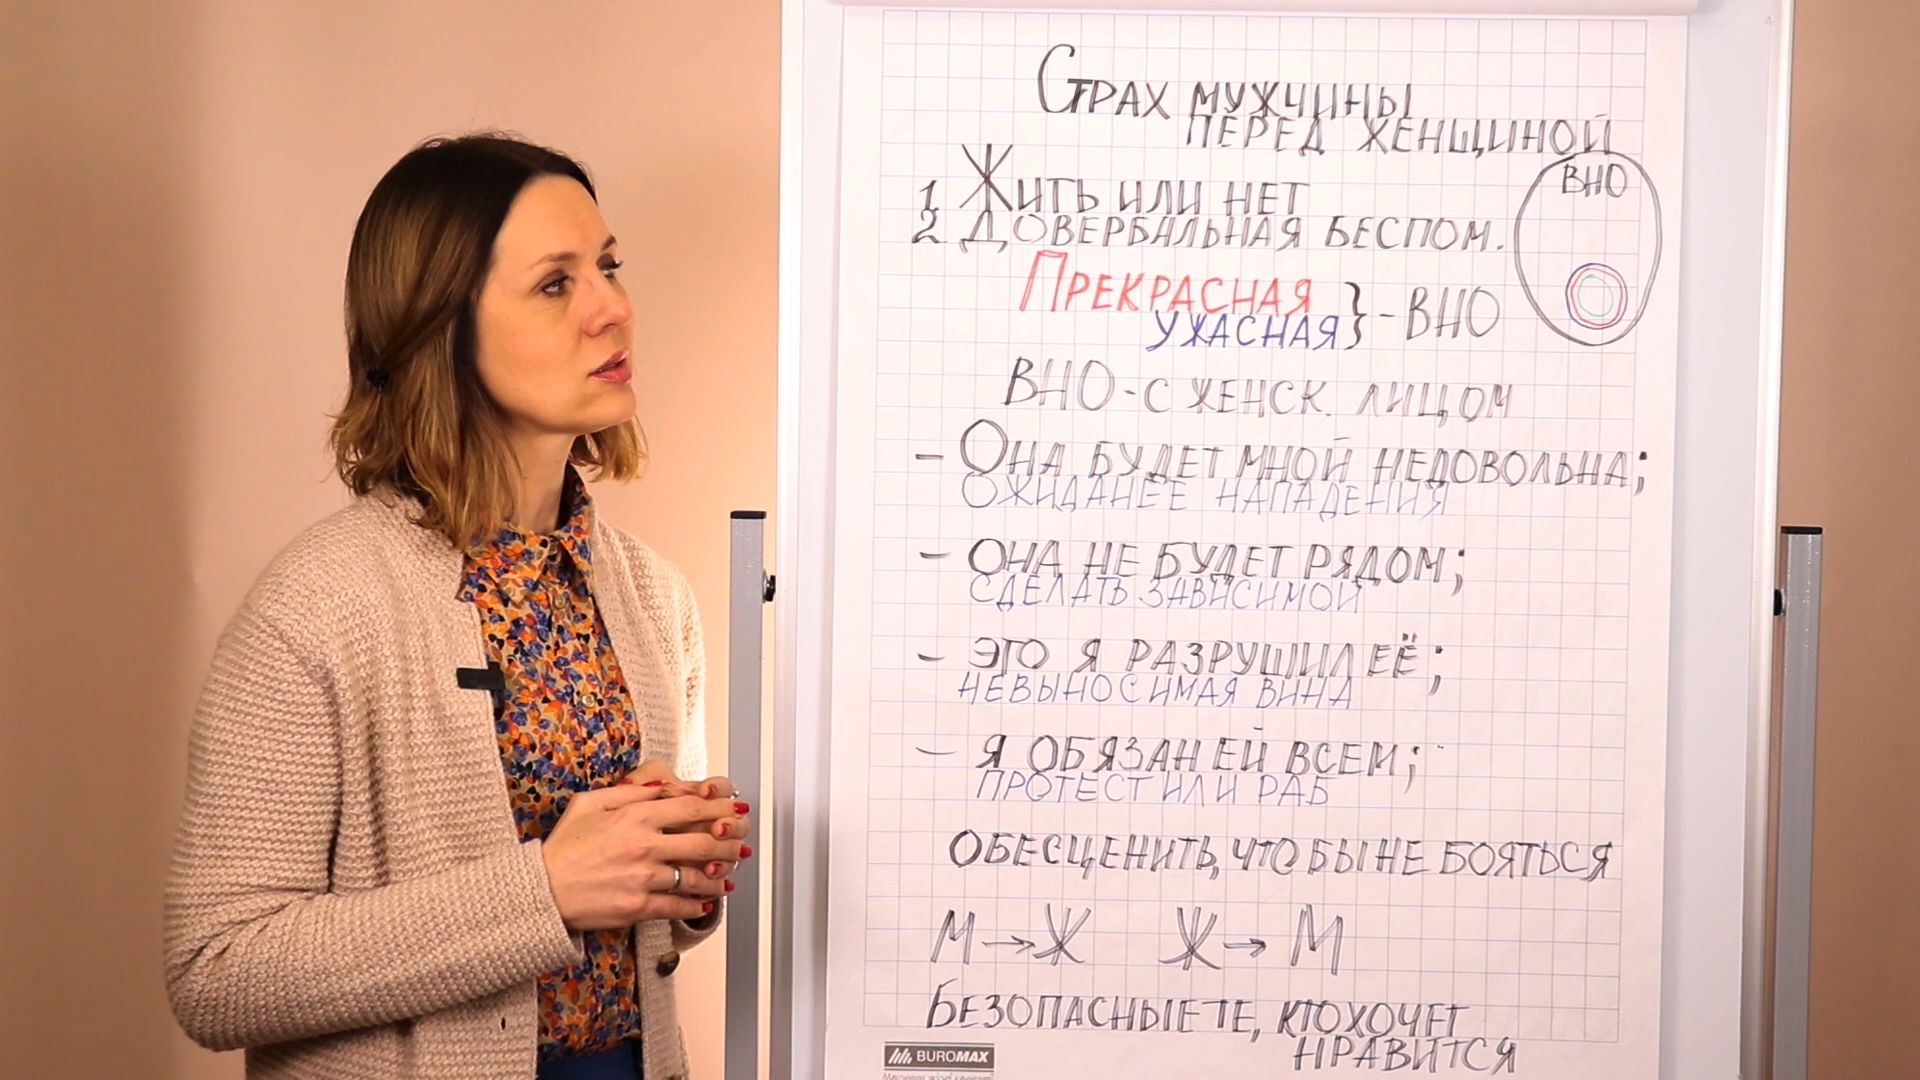 Страх мужчины
перед женщиной
ВНО
1 Жить или нет
2 Довербальная беспом.
Прекрасная
ужасная } - ВНО
ВНО - с женск. лицом
- Она будет мной недовольна;
ожиданее нападения
- она не будет рядом;
сделать зависимой
- это я разрушил её;
невыносимая вина
- я обязан ей всем;
протест или раб
обесценить, что бы не бояться
М → Ж Ж → М
Безопасные те, кто хочет
нравится
BUROMAX